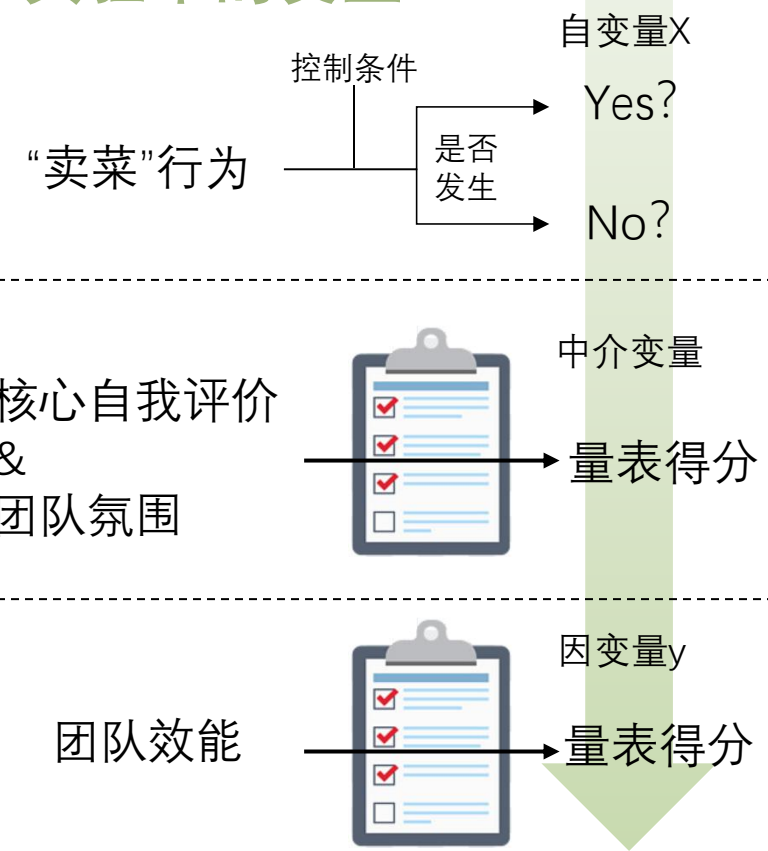 自变量X
控制条件
Yes?
“卖菜”行为
是否
发生
No?
中介变量
核心自我评价
&
团队氛围
量表得分
因变量y
团队效能
量表得分